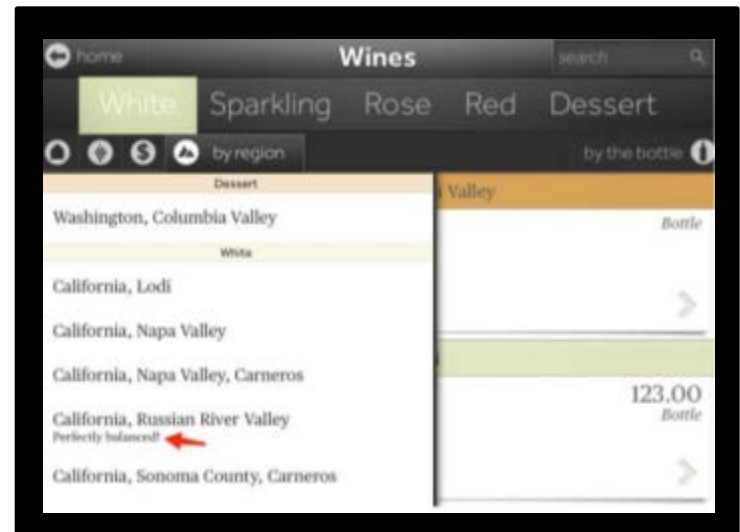 home Wines search
White Sparkling Rose Red Dessert
by region by the bottle
Dessert
Washington, Columbia Valley
White
California, Lodi
California, Napa Valley
California, Napa Valley, Carneros
California, Russian River Valley
Perfectly balanced!
California, Sonoma County, Carneros
Valley
Bottle
123.00
Bottle